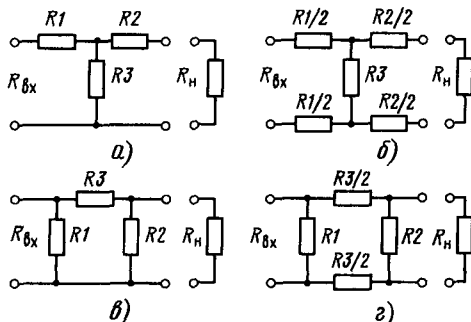 R1 R2
R3
Rвх
Rн
а)
R1/2 R2/2
R3
Rвх
Rн
R1/2 R2/2
б)
R3
Rвх
R1
R2
Rн
в)
R3/2
Rвх
R1
R2
Rн
R3/2
г)